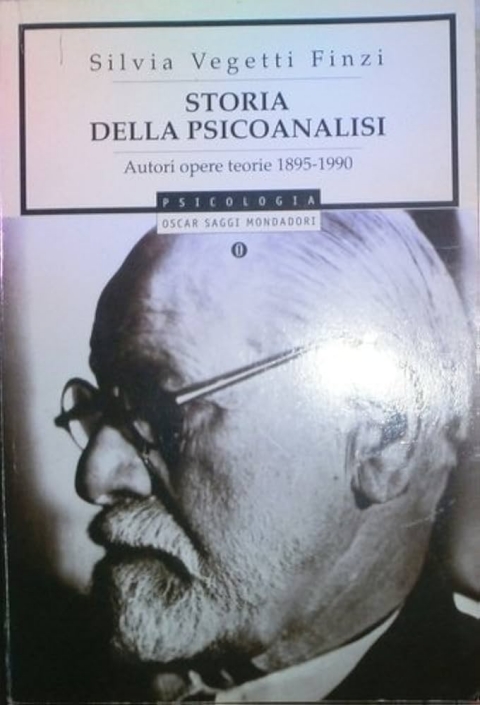 Silvia Vegetti Finzi
STORIA
DELLA PSICOANALISI
Autori opere teorie 1895-1990
PSICOLOGIA
OSCAR SAGGI MONDADORI